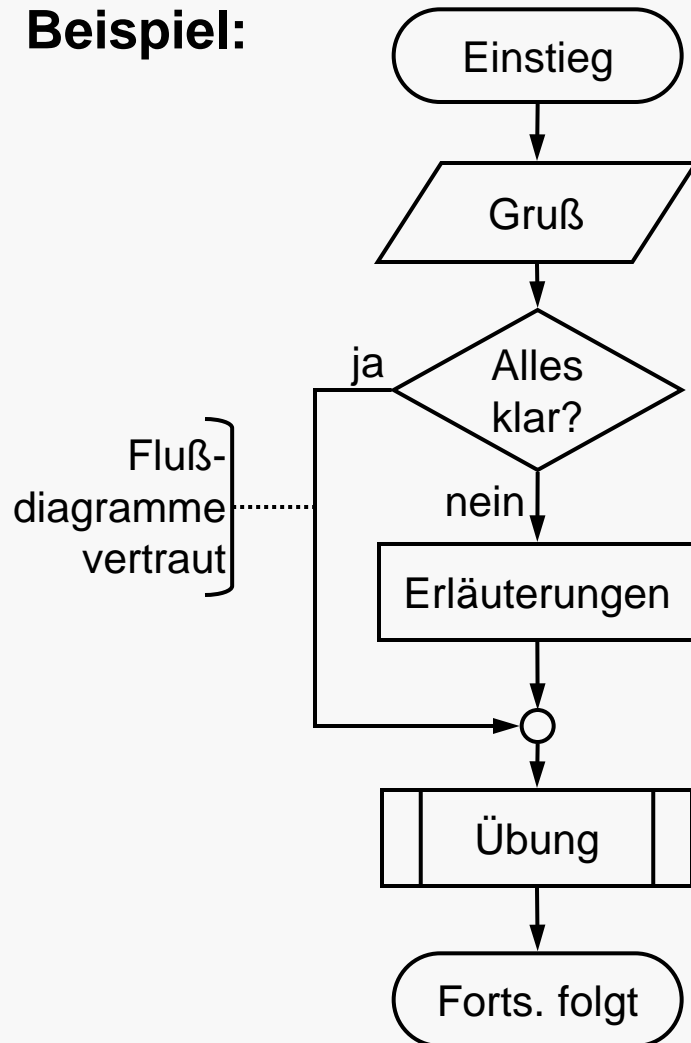 Beispiel:
Einstieg
Gruß
ja
Alles
klar?
Fluß-
diagramme
vertraut
nein
Erläuterungen
Übung
Forts. folgt